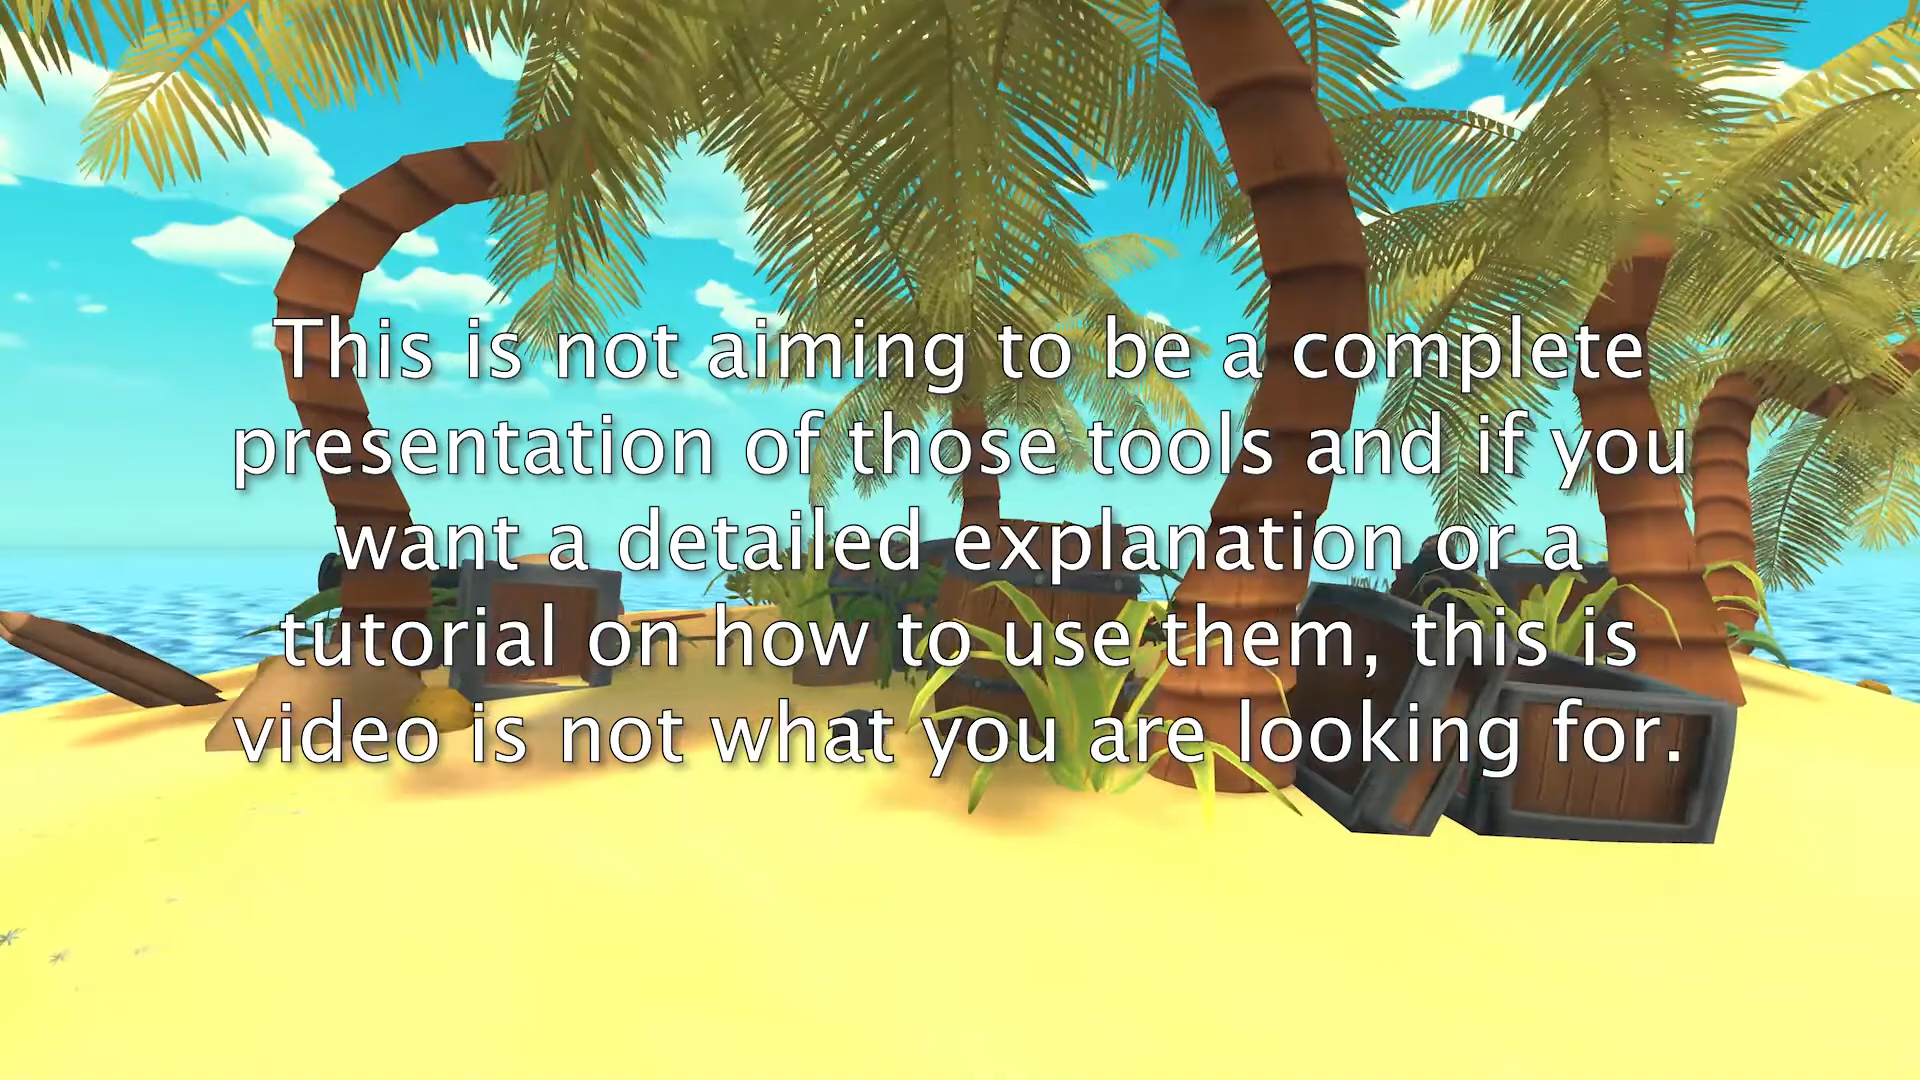 This is not aiming to be a complete
presentation of those tools and if you
want a detailed explanation or a
tutorial on how to use them, this is
video is not what you are looking for.